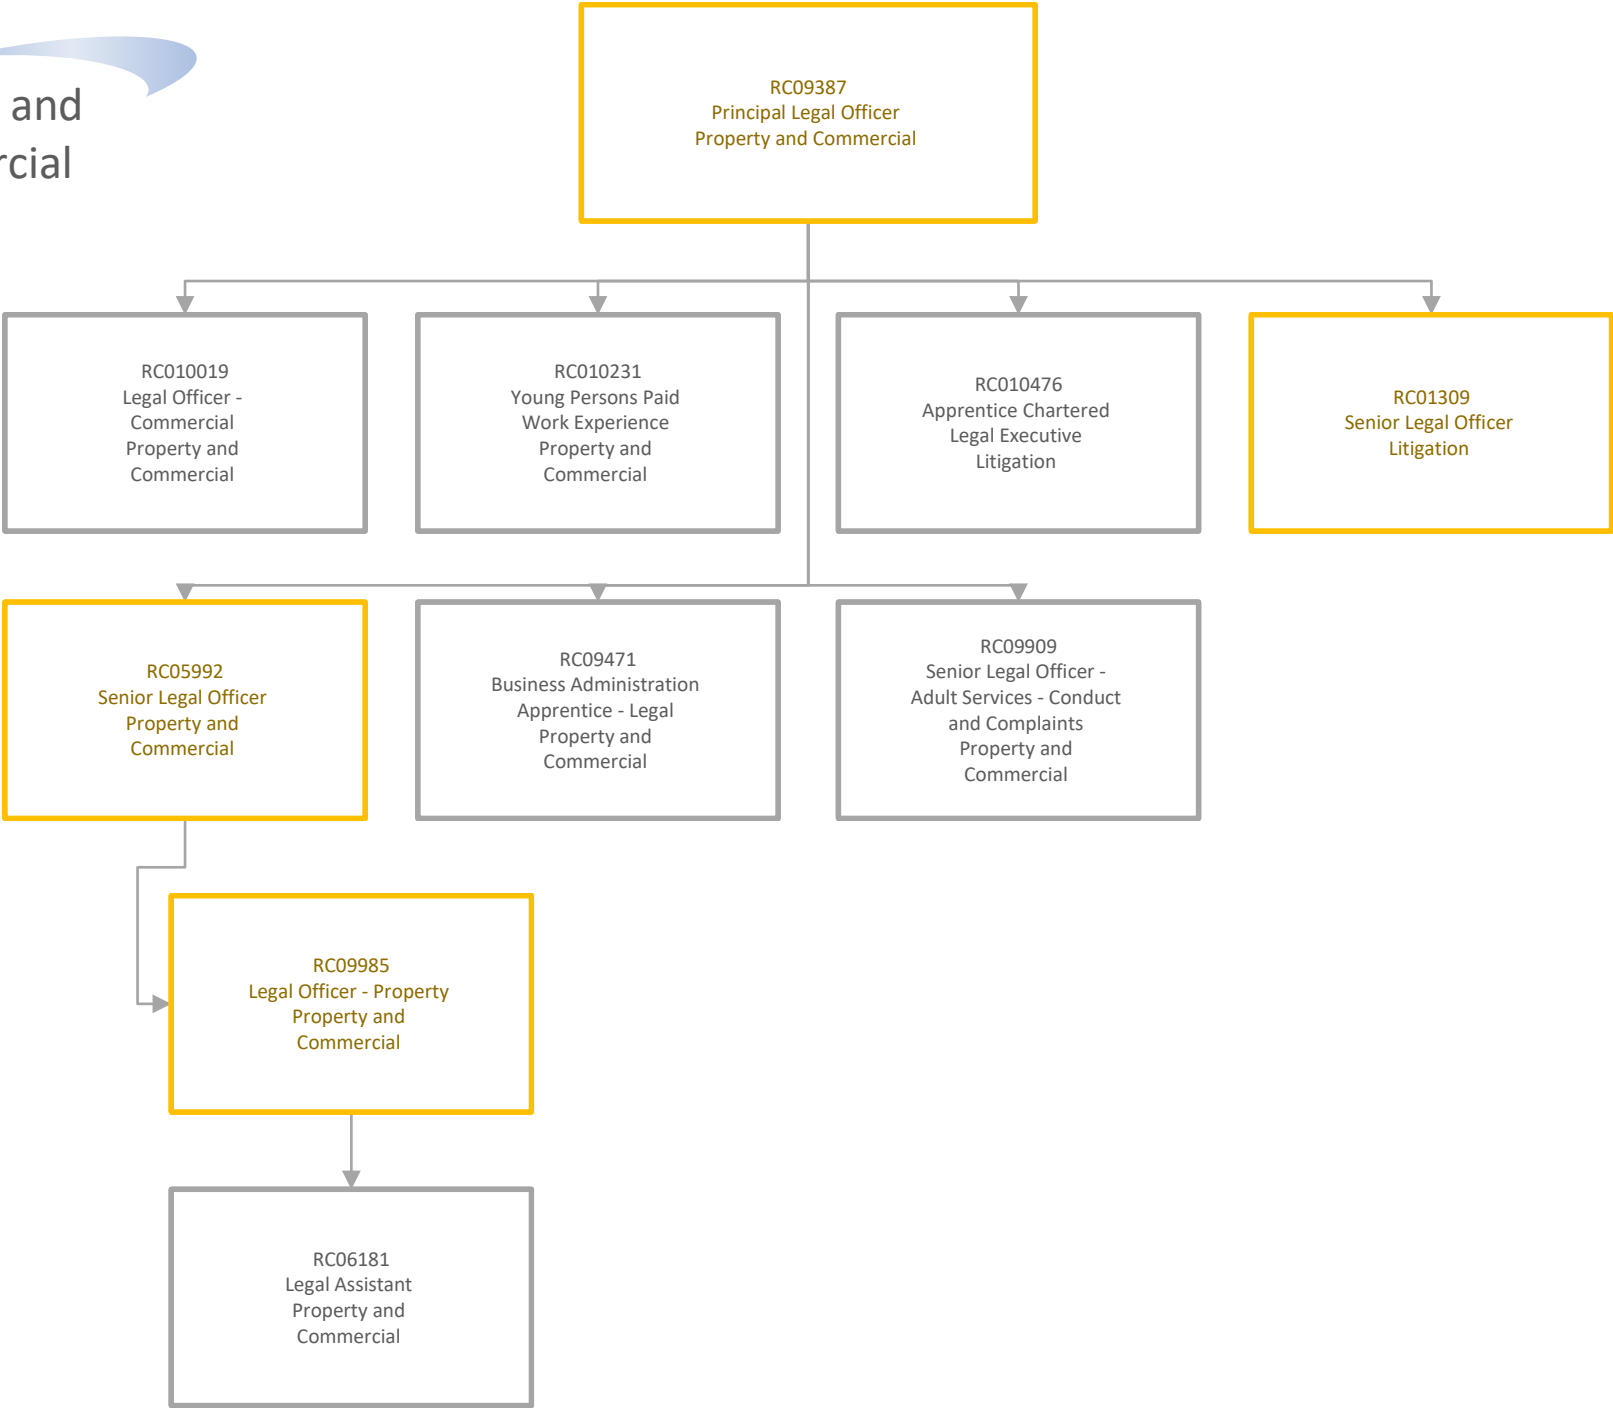 and
rcial
RC09387
Principal Legal Officer
Property and Commercial
RC010019
Legal Officer -
Commercial
Property and
Commercial
RC010231
Young Persons Paid
Work Experience
Property and
Commercial
RC010476
Apprentice Chartered
Legal Executive
Litigation
RC01309
Senior Legal Officer
Litigation
RC05992
Senior Legal Officer
Property and
Commercial
RC09471
Business Administration
Apprentice - Legal
Property and
Commercial
RC09909
Senior Legal Officer -
Adult Services - Conduct
and Complaints
Property and
Commercial
RC09985
Legal Officer - Property
Property and
Commercial
RC06181
Legal Assistant
Property and
Commercial